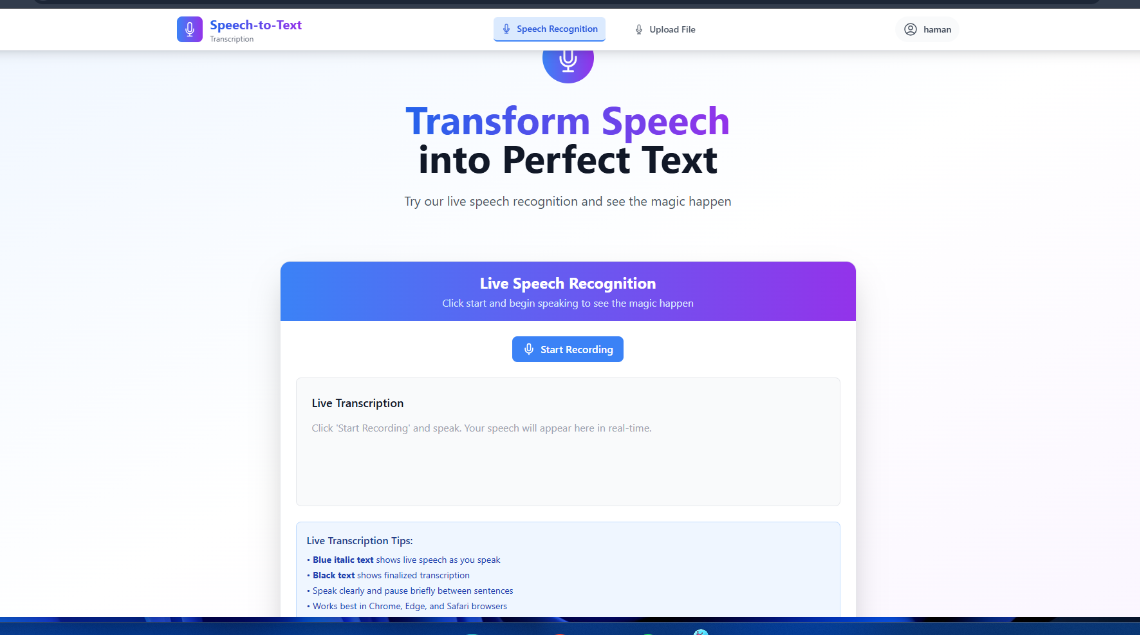 Speech-to-Text
Transcription
Speech Recognition
Upload File
haman
Transform Speech
into Perfect Text
Try our live speech recognition and see the magic happen
Live Speech Recognition
Click start and begin speaking to see the magic happen
Start Recording
Live Transcription
Click 'Start Recording' and speak. Your speech will appear here in real-time.
Live Transcription Tips:
• Blue italic text shows live speech as you speak
• Black text shows finalized transcription
• Speak clearly and pause briefly between sentences
• Works best in Chrome, Edge, and Safari browsers